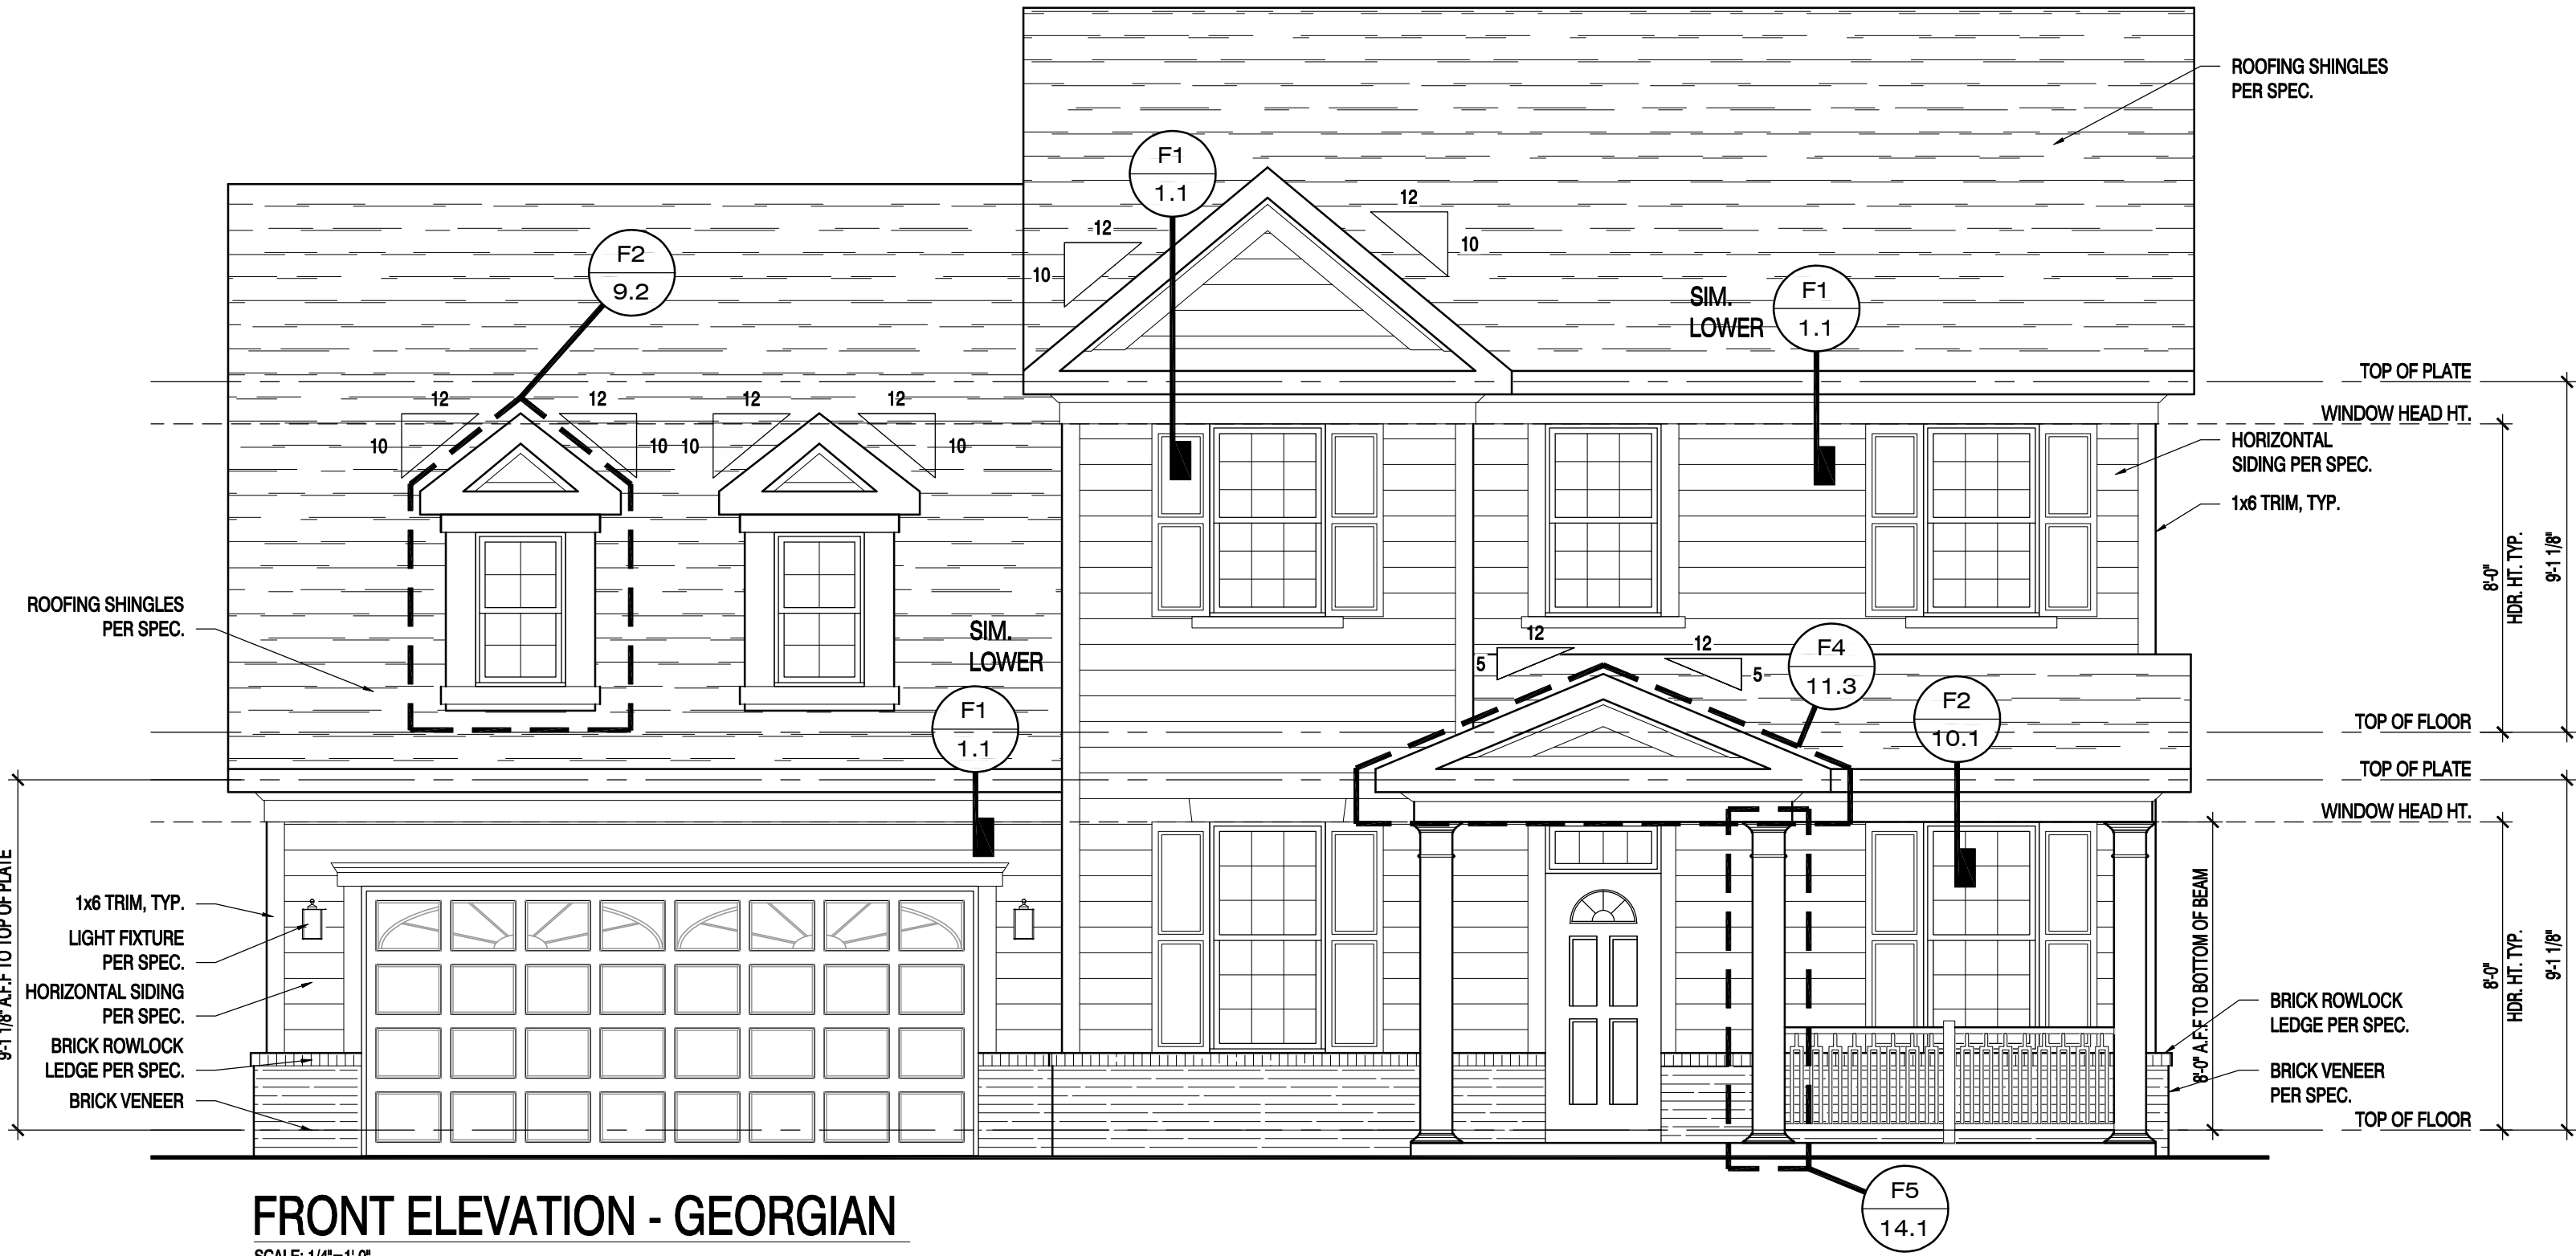 ROOFING SHINGLES
PER SPEC.
F1
1.1
12
10
12
10
F2
9.2
SIM.
LOWER
F1
1.1
TOP OF PLATE
WINDOW HEAD HT.
12
10
12
10
12
10
12
10
HORIZONTAL
SIDING PER SPEC.
1x6 TRIM, TYP.
8'-0"
HDR. HT. TYP.
9'-1 1/8"
ROOFING SHINGLES
PER SPEC.
SIM.
LOWER
F1
1.1
12
5
12
5
F4
11.3
F2
10.1
TOP OF FLOOR
TOP OF PLATE
WINDOW HEAD HT.
9'-1 1/8" A.F.F TO TOP OF PLATE
1x6 TRIM, TYP.
LIGHT FIXTURE
PER SPEC.
HORIZONTAL SIDING
PER SPEC.
BRICK ROWLOCK
LEDGE PER SPEC.
BRICK VENEER
8'-0" A.F.F TO BOTTOM OF BEAM
8'-0"
HDR. HT. TYP.
9'-1 1/8"
BRICK ROWLOCK
LEDGE PER SPEC.
BRICK VENEER
PER SPEC.
TOP OF FLOOR
F5
14.1
FRONT ELEVATION - GEORGIAN
SCALE: 1/4"=1'-0"